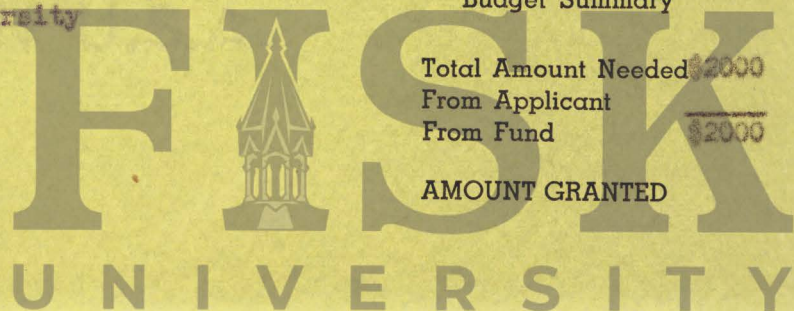 Budget Summary
rsity
Total Amount Needed $2000
From Applicant
From Fund $2000
AMOUNT GRANTED
FISK
UNIVERSITY